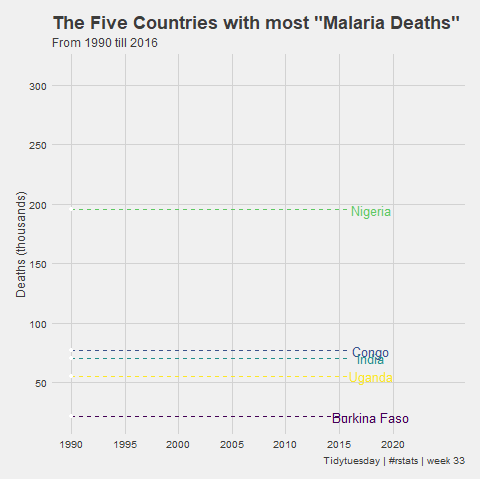 The Five Countries with most "Malaria Deaths"
From 1990 till 2016
Deaths (thousands)
300
250
200
150
100
50
Nigeria
Congo
India
Uganda
Burkina Faso
1990 1995 2000 2005 2010 2015 2020
Tidytuesday | #rstats | week 33